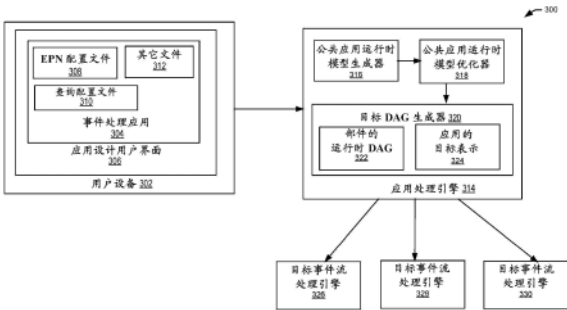 300
EPN 配置文件
308
其它文件
312
查询配置文件
310
事件处理应用
304
应用设计用户界面
306
用户设备 302
公共应用运行时
模型生成器
316
公共应用运行时
模型优化器
318
目标 DAG 生成器 320
部件的
运行时 DAG
322
应用的
目标表示
324
应用处理引擎 314
目标事件流
处理引擎
326
目标事件流
处理引擎
328
目标事件流
处理引擎
330